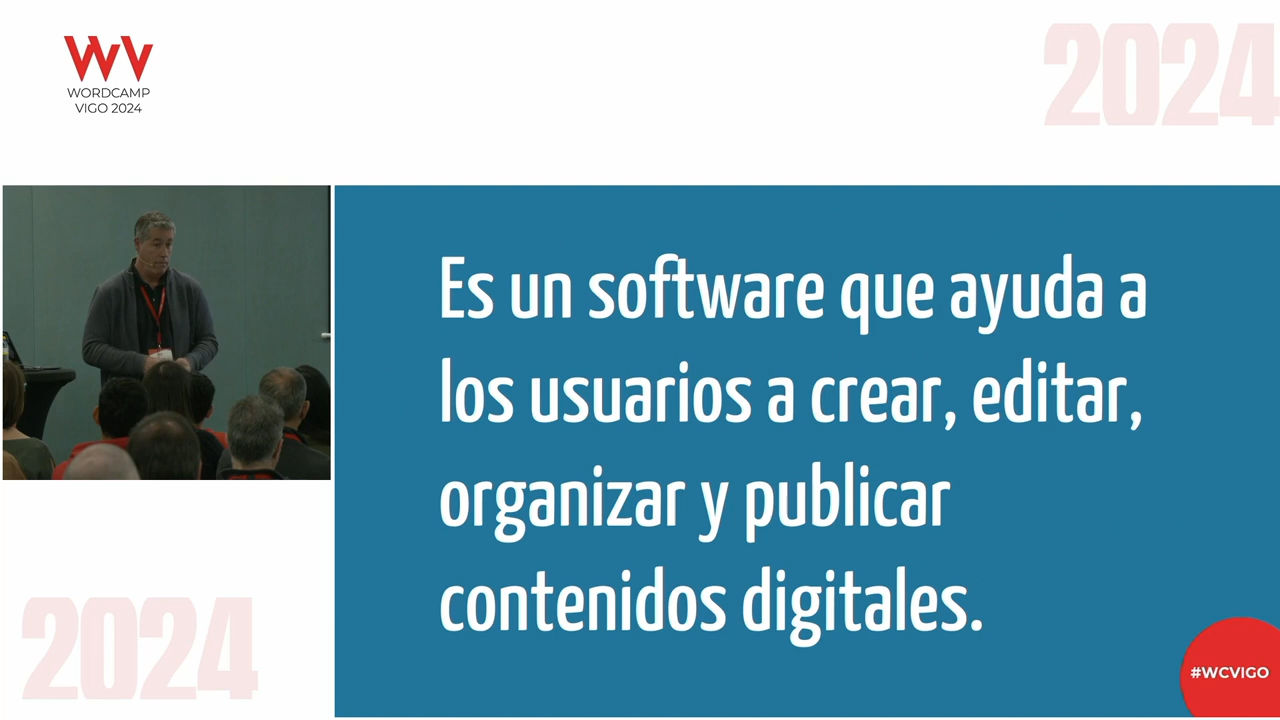 WORDCAMP
VIGO 2024
2024
Es un software que ayuda a
los usuarios a crear, editar,
organizar y publicar
contenidos digitales.
2024
#WCVIGO